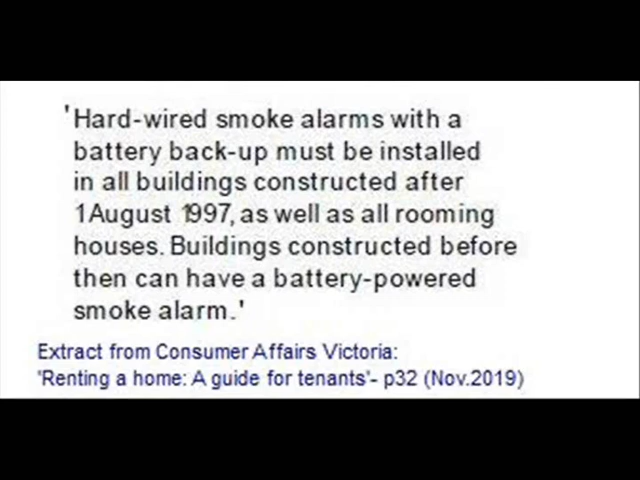 'Hard-wired smoke alarms with a
battery back-up must be installed
in all buildings constructed after
1August 1997, as well as all rooming
houses. Buildings constructed before
then can have a battery-powered
smoke alarm.'
Extract from Consumer Affairs Victoria:
'Renting a home: A guide for tenants'- p32 (Nov.2019)